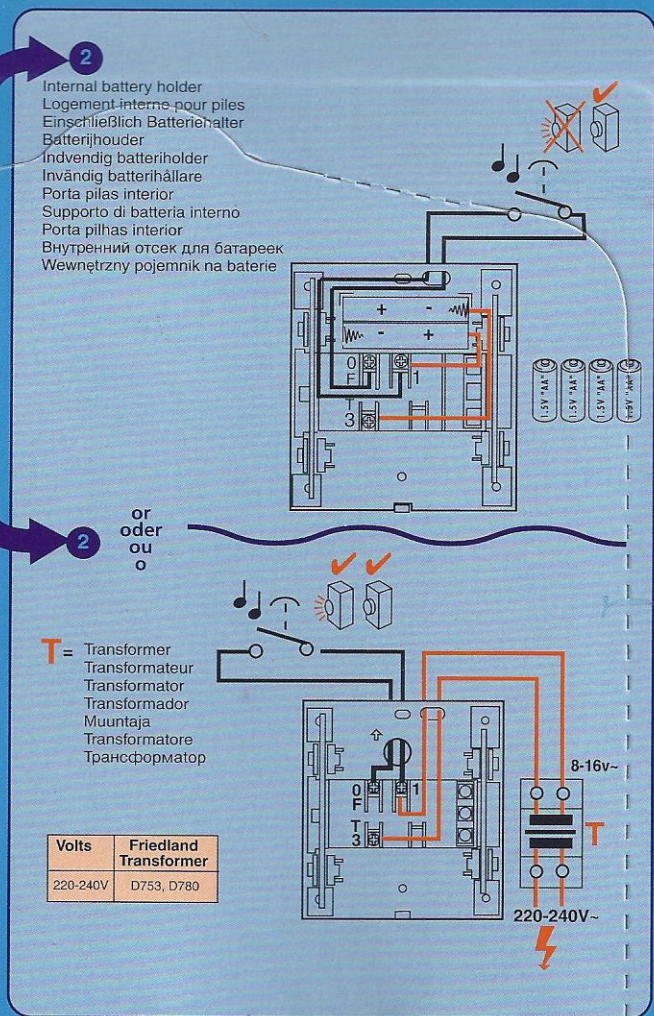 2
Internal battery holder
Logement interne pour piles
Einschließlich Batteriehalter
Batterijhouder
Indvendig batteriholder
Invändig batterihållare
Porta pilas interior
Supporto di batteria interno
Porta pilhas interior
Внутренний отсек для батареек
Wewnętrzny pojemnik na baterie
+ -
- +
0 1
F
T
3
1.5V "AA" 1.5V "AA" 1.5V "AA" 1.5V "AA"
2
or
oder
ou
o
T = Transformer
Transformateur
Transformator
Transformador
Muuntaja
Transformatore
Трансформатор
8-16v~
0 1
F
T
3
T
220-240V~
Volts Friedland Transformer
220-240V D753, D780